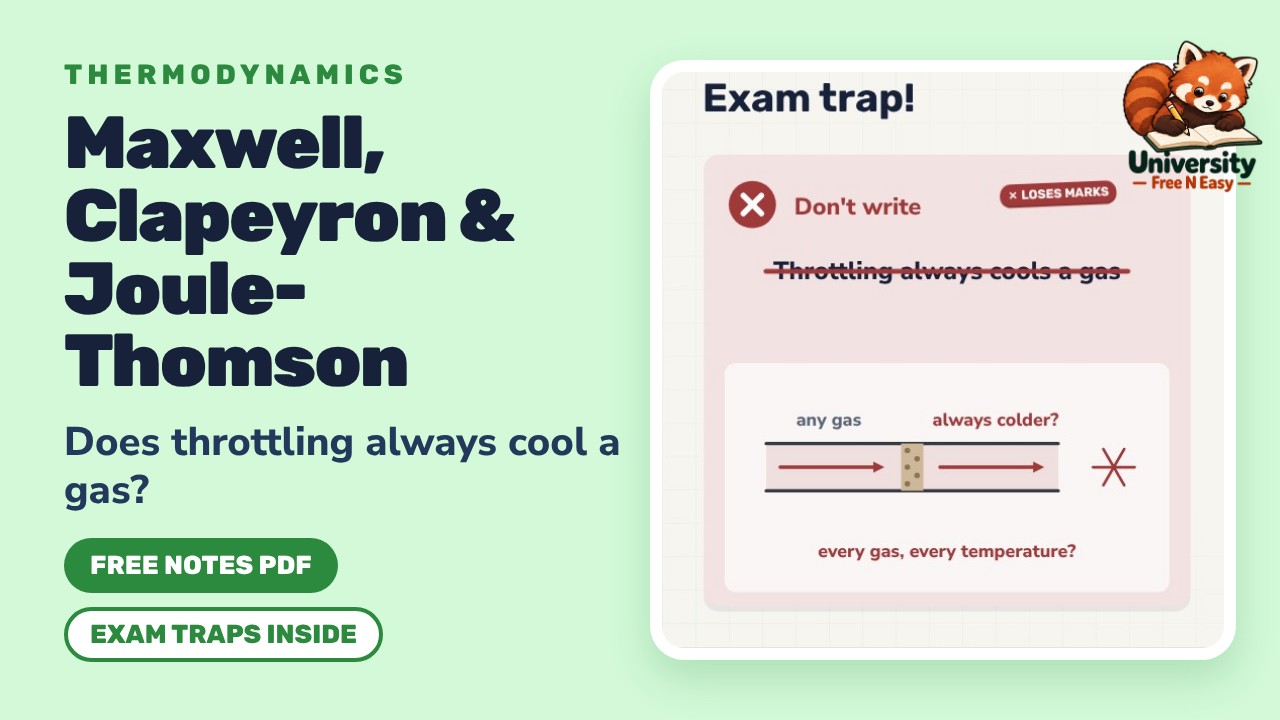 THERMODYNAMICS
Maxwell,
Clapeyron &
Joule-
Thomson
Does throttling always cool a
gas?
FREE NOTES PDF
EXAM TRAPS INSIDE
Exam trap!
University
Free N Easy
Don't write
× LOSES MARKS
Throttling always cools a gas
any gas
always colder?
every gas, every temperature?